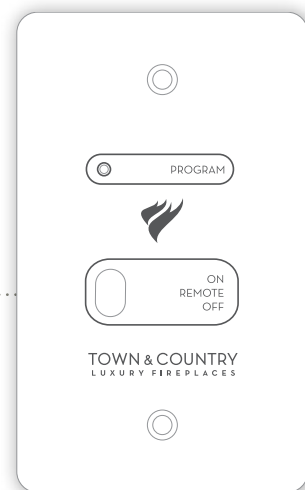 PROGRAM
ON
REMOTE
OFF
TOWN & COUNTRY
LUXURY FIREPLACES